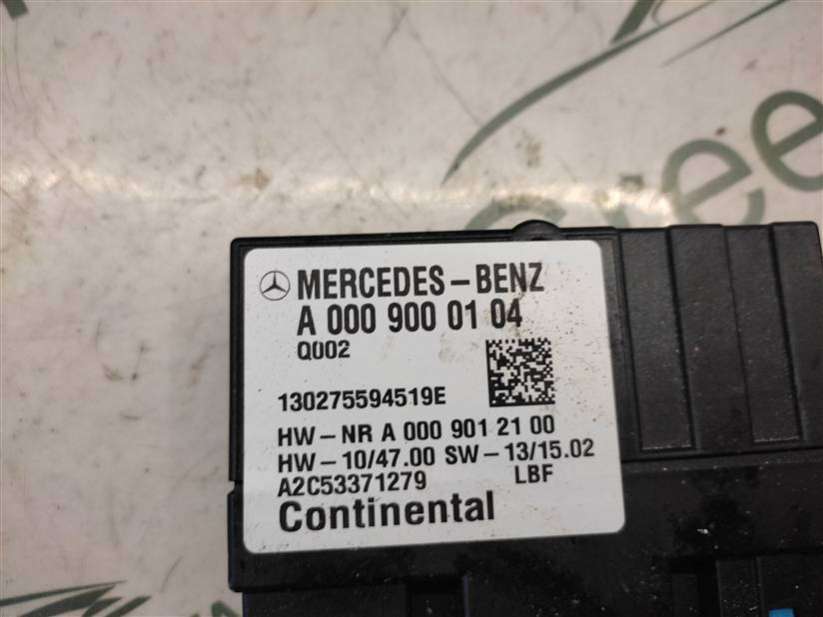 MERCEDES-BENZ
A 000 900 01 04
Q002
130275594519E
HW-NR A 000 901 21 00
HW-10/47.00 SW-13/15.02
A2C53371279 LBF
Continental